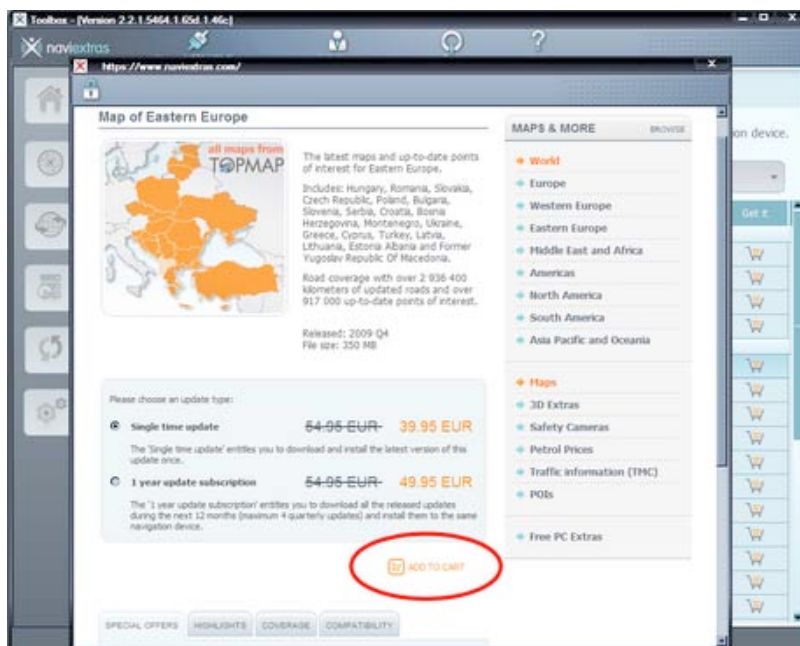 Toolbox - [Version 2.2.1.5464.1.65d.1.46c]
naviextras
?
https://www.naviextras.com/
Map of Eastern Europe
all maps from
TOPMAP
The latest maps and up-to-date points
of interest for Eastern Europe.
Includes: Hungary, Romania, Slovakia,
Czech Republic, Poland, Bulgaria,
Slovenia, Serbia, Croatia, Bosnia
Herzegovina, Montenegro, Ukraine,
Greece, Cyprus, Turkey, Latvia,
Lithuania, Estonia Albania and Former
Yugoslav Republic Of Macedonia.
Road coverage with over 2 936 400
kilometers of updated roads and over
917 000 up-to-date points of interest.
Released: 2009 Q4
File size: 350 MB
Please choose an update type:
Single time update 54.95 EUR 39.95 EUR
The 'Single time update' entitles you to download and install the latest version of this
update once.
1 year update subscription 54.95 EUR 49.95 EUR
The '1 year update subscription' entitles you to download all the released updates
during the next 12 months (maximum 4 quarterly updates) and install them to the same
navigation device.
ADD TO CART
SPECIAL OFFERS HIGHLIGHTS COVERAGE COMPATIBILITY
MAPS & MORE BROWSE
World
Europe
Western Europe
Eastern Europe
Middle East and Africa
Americas
North America
South America
Asia Pacific and Oceania
Maps
3D Extras
Safety Cameras
Petrol Prices
Traffic information (TMC)
POIs
Free PC Extras
on device.
Get it